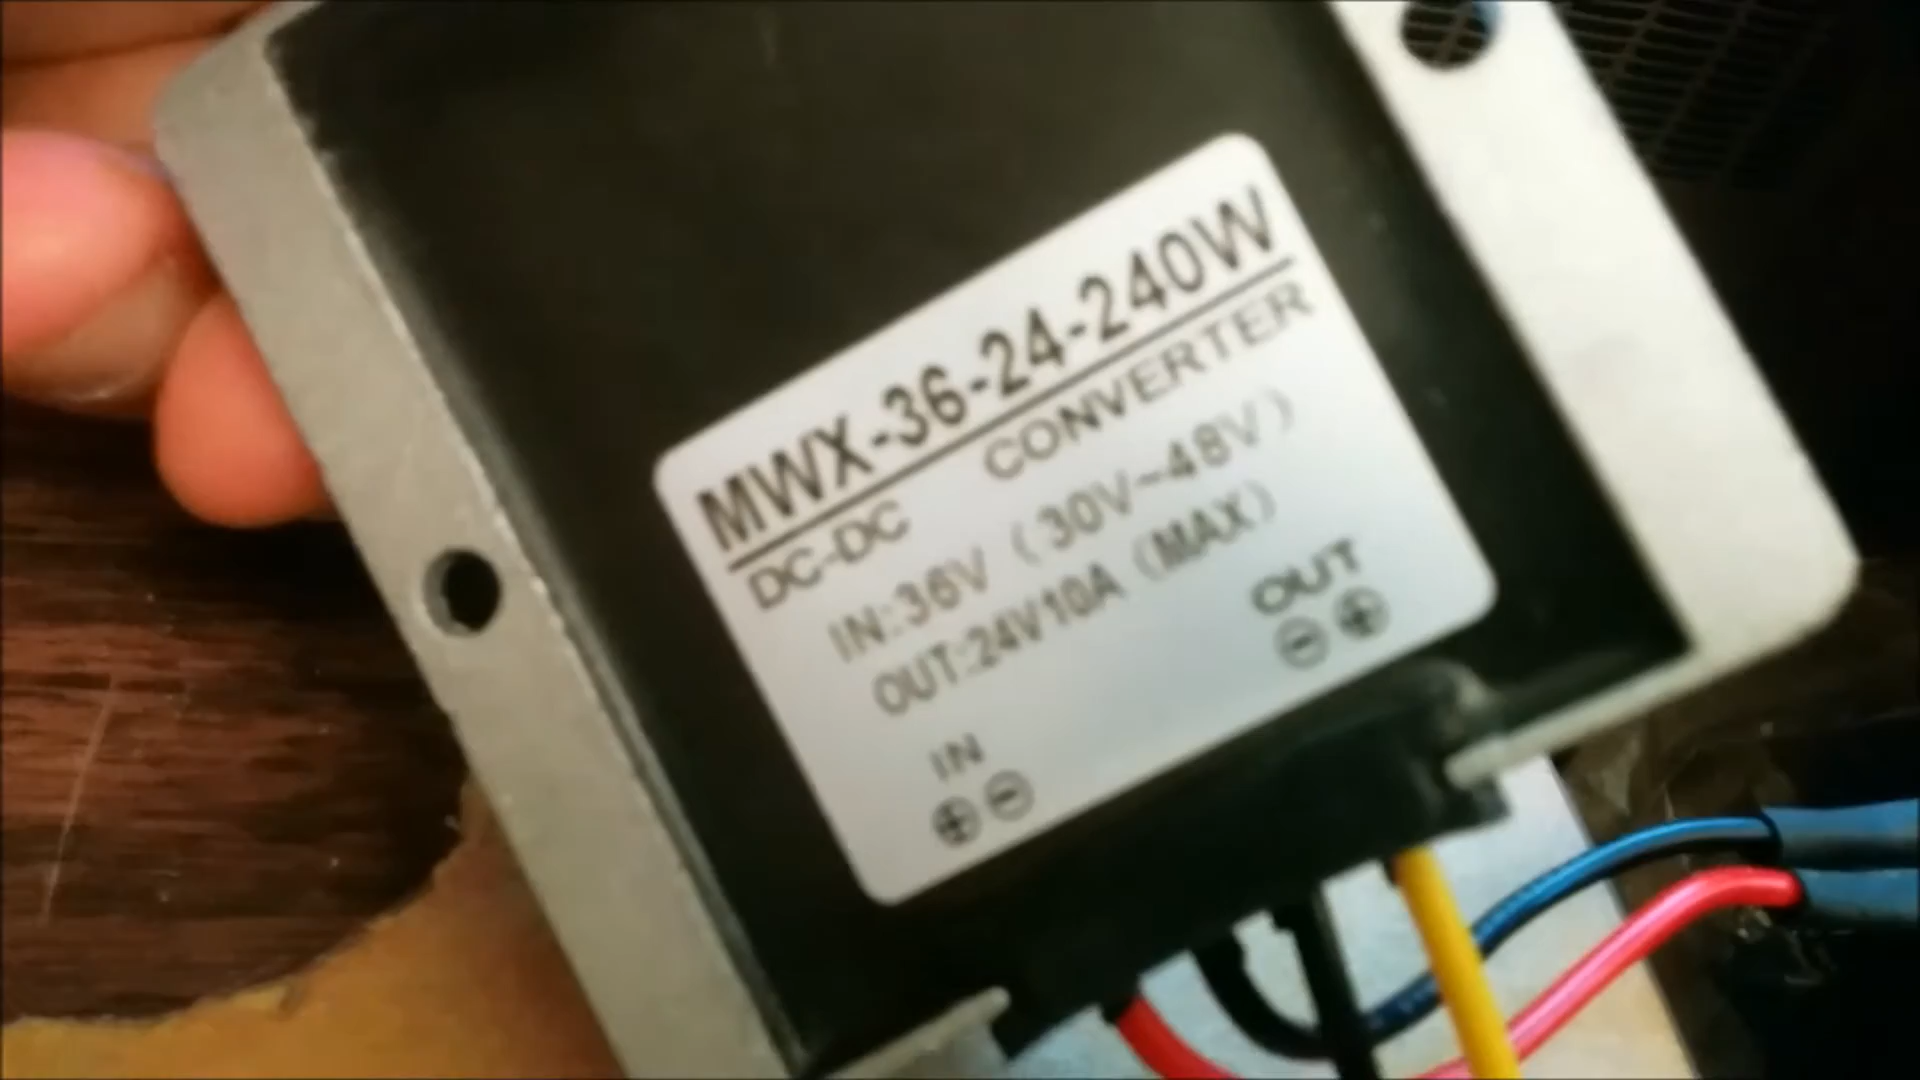 MWX-36-24-240W
DC-DC CONVERTER
IN:36V (30V~48V)
OUT:24V10A (MAX)
IN OUT
⊕⊖ ⊖⊕